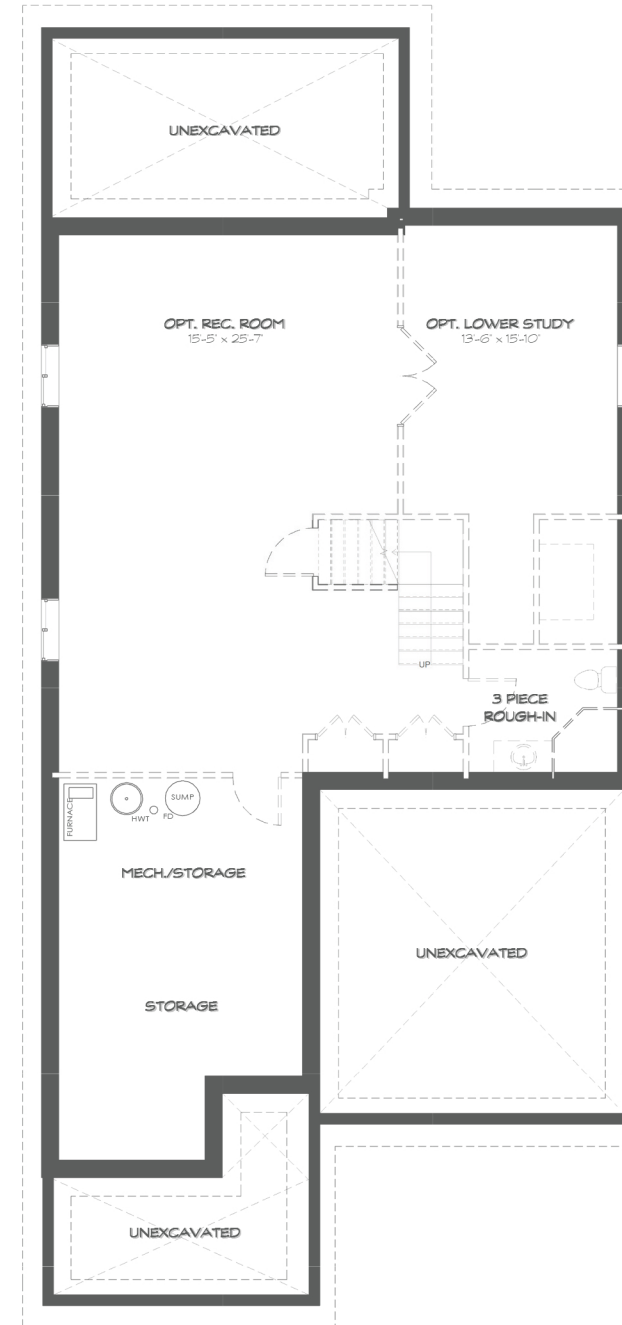 UNEXCAVATED
OPT. REC. ROOM
15'-5" x 25'-7"
OPT. LOWER STUDY
13'-6" x 15'-10"
UP
3 PIECE
ROUGH-IN
FURNACE
HWT
FD
SUMP
MECH./STORAGE
UNEXCAVATED
STORAGE
UNEXCAVATED